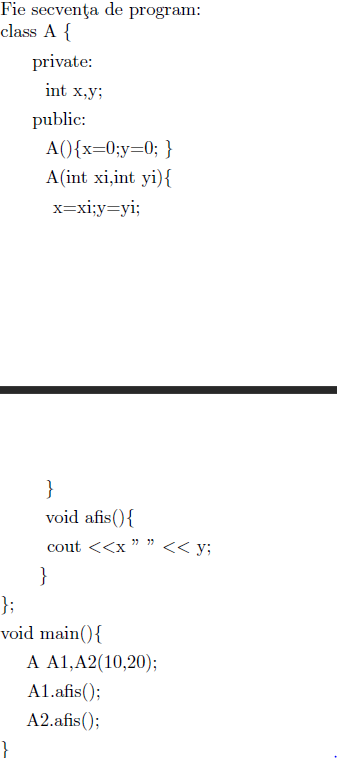 Fie secvența de program:
class A {
private:
int x,y;
public:
A(){x=0;y=0; }
A(int xi,int yi){
x=xi;y=yi;
}
void afis(){
cout <<x ” ” << y;
}
};
void main(){
A A1,A2(10,20);
A1.afis();
A2.afis();
}
.